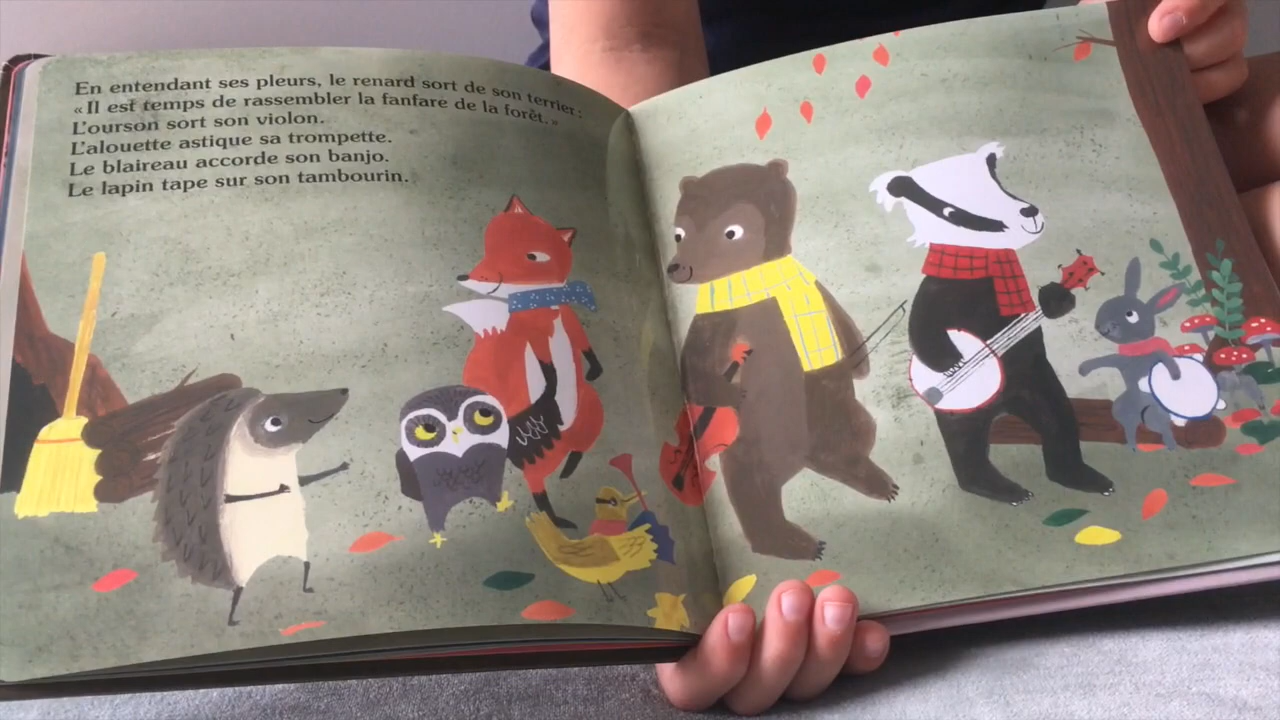 En entendant ses pleurs, le renard sort de son terrier :
« Il est temps de rassembler la fanfare de la forêt. »
L'ourson sort son violon.
L'alouette astique sa trompette.
Le blaireau accorde son banjo.
Le lapin tape sur son tambourin.